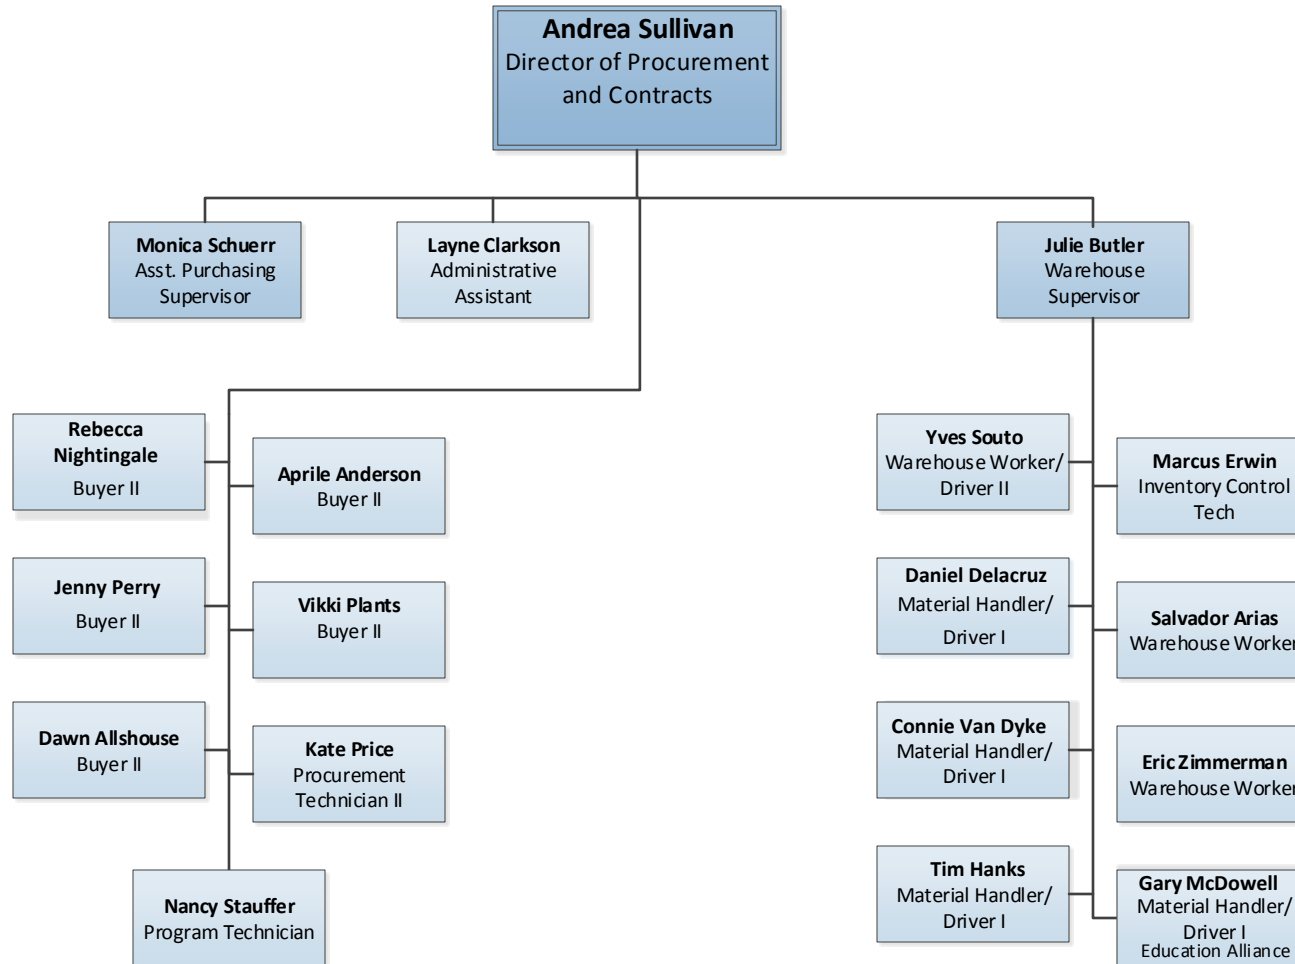 Andrea Sullivan
Director of Procurement
and Contracts
Monica Schuerr
Asst. Purchasing
Supervisor
Layne Clarkson
Administrative
Assistant
Julie Butler
Warehouse
Supervisor
Rebecca
Nightingale
Buyer II
Aprile Anderson
Buyer II
Jenny Perry
Buyer II
Vikki Plants
Buyer II
Dawn Allshouse
Buyer II
Kate Price
Procurement
Technician II
Nancy Stauffer
Program Technician
Yves Souto
Warehouse Worker/
Driver II
Marcus Erwin
Inventory Control
Tech
Daniel Delacruz
Material Handler/
Driver I
Salvador Arias
Warehouse Worker
Connie Van Dyke
Material Handler/
Driver I
Eric Zimmerman
Warehouse Worker
Tim Hanks
Material Handler/
Driver I
Gary McDowell
Material Handler/
Driver I
Education Alliance